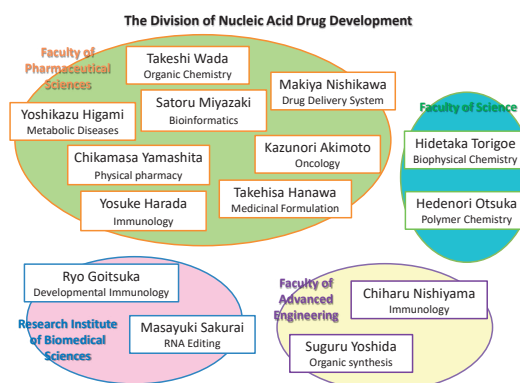 The Division of Nucleic Acid Drug Development
Faculty of
Pharmaceutical
Sciences
Takeshi Wada
Organic Chemistry
Makiya Nishikawa
Drug Delivery System
Satoru Miyazaki
Bioinformatics
Yoshikazu Higami
Metabolic Diseases
Kazunori Akimoto
Oncology
Chikamasa Yamashita
Physical pharmacy
Takehisa Hanawa
Medicinal Formulation
Yosuke Harada
Immunology
Faculty of Science
Hidetaka Torigoe
Biophysical Chemistry
Hedenori Otsuka
Polymer Chemistry
Ryo Goitsuka
Developmental Immunology
Research Institute
of Biomedical
Sciences
Masayuki Sakurai
RNA Editing
Faculty of
Advanced
Engineering
Chiharu Nishiyama
Immunology
Suguru Yoshida
Organic synthesis